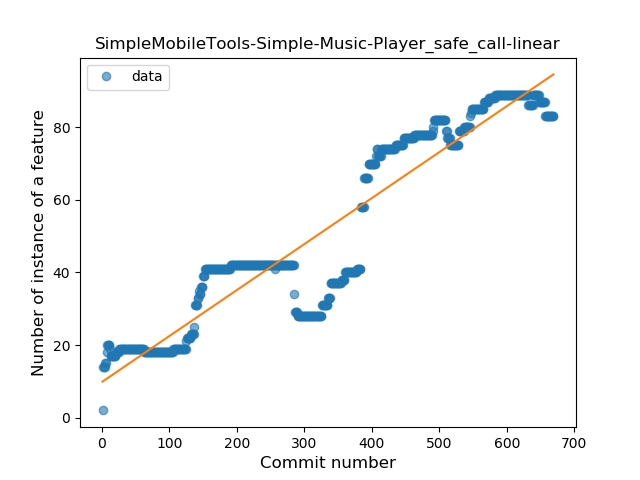 SimpleMobileTools-Simple-Music-Player_safe_call-linear
data
Number of instance of a feature
80
60
40
20
0
0 100 200 300 400 500 600 700
Commit number